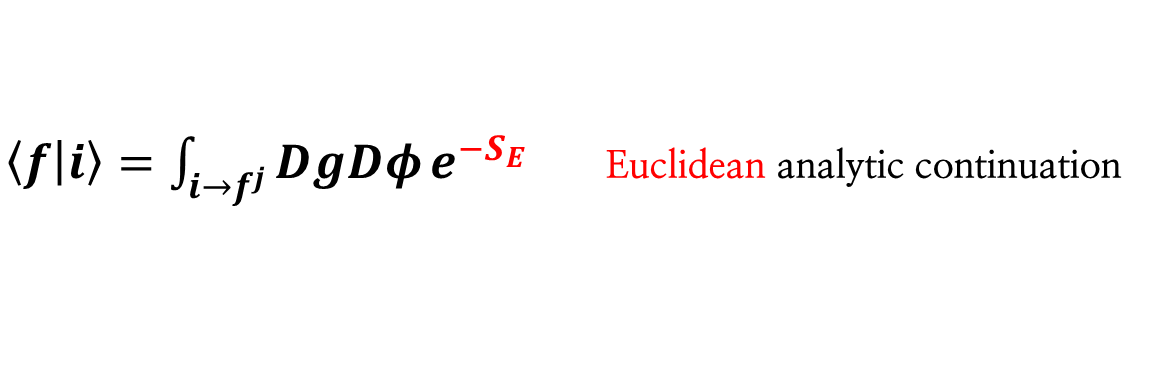 ⟨f|i⟩ = ∫_{i→f^j} DgDϕ e^{−S_E} Euclidean analytic continuation